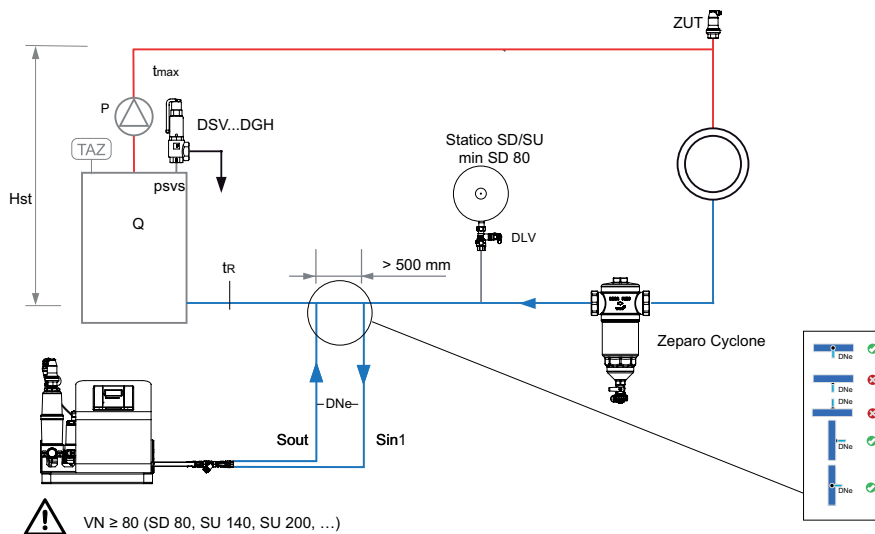 ZUT
tmax
P
DSV...DGH
TAZ
Statico SD/SU
min SD 80
psvs
Hst
Q
DLV
> 500 mm
tR
Zeparo Cyclone
DNe
DNe
DNe
DNe
DNe
DNe
Sout
Sin1
VN ≥ 80 (SD 80, SU 140, SU 200, …)